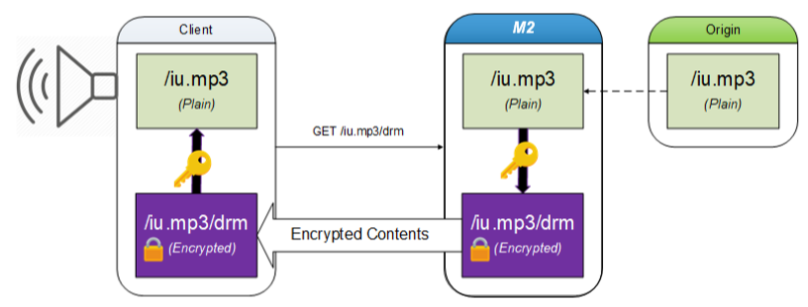 Client
M2
Origin
/iu.mp3
(Plain)
/iu.mp3
(Plain)
/iu.mp3
(Plain)
GET /iu.mp3/drm
/iu.mp3/drm
(Encrypted)
Encrypted Contents
/iu.mp3/drm
(Encrypted)